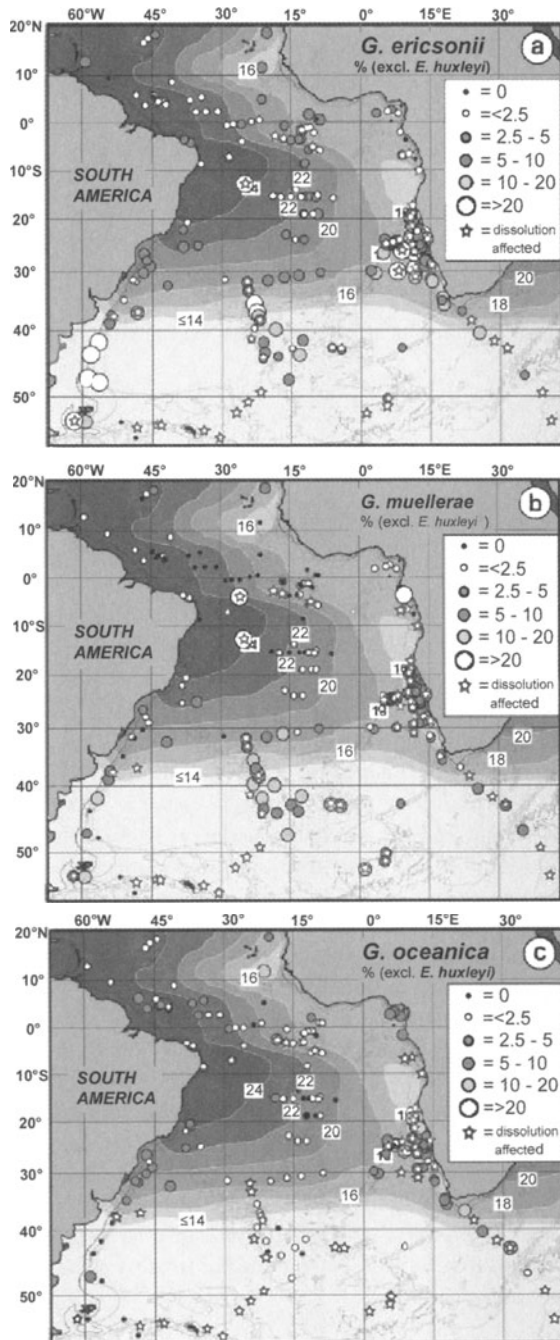 60°W 45° 30° 15° 0° 15°E 30°
20°N
10°
0°
10°S
20°
30°
40°
50°
G. ericsonii
% (excl. E. huxleyi)
a
= 0
=<2.5
= 2.5 - 5
= 5 - 10
= 10 - 20
=>20
= dissolution affected
SOUTH
AMERICA
16
22
22
20
16
≤14
18
20
60°W 45° 30° 15° 0° 15°E 30°
20°N
10°
0°
10°S
20°
30°
40°
50°
G. muellerae
% (excl. E. huxleyi)
b
= 0
=<2.5
= 2.5 - 5
= 5 - 10
= 10 - 20
=>20
= dissolution
affected
SOUTH
AMERICA
16
22
22
20
16
≤14
18
20
60°W 45° 30° 15° 0° 15°E 30°
20°N
10°
0°
10°S
20°
30°
40°
50°
G. oceanica
% (excl. E. huxleyi)
c
= 0
=<2.5
= 2.5 - 5
= 5 - 10
= 10 - 20
=>20
= dissolution
affected
SOUTH
AMERICA
16
24
22
22
20
16
≤14
18
20